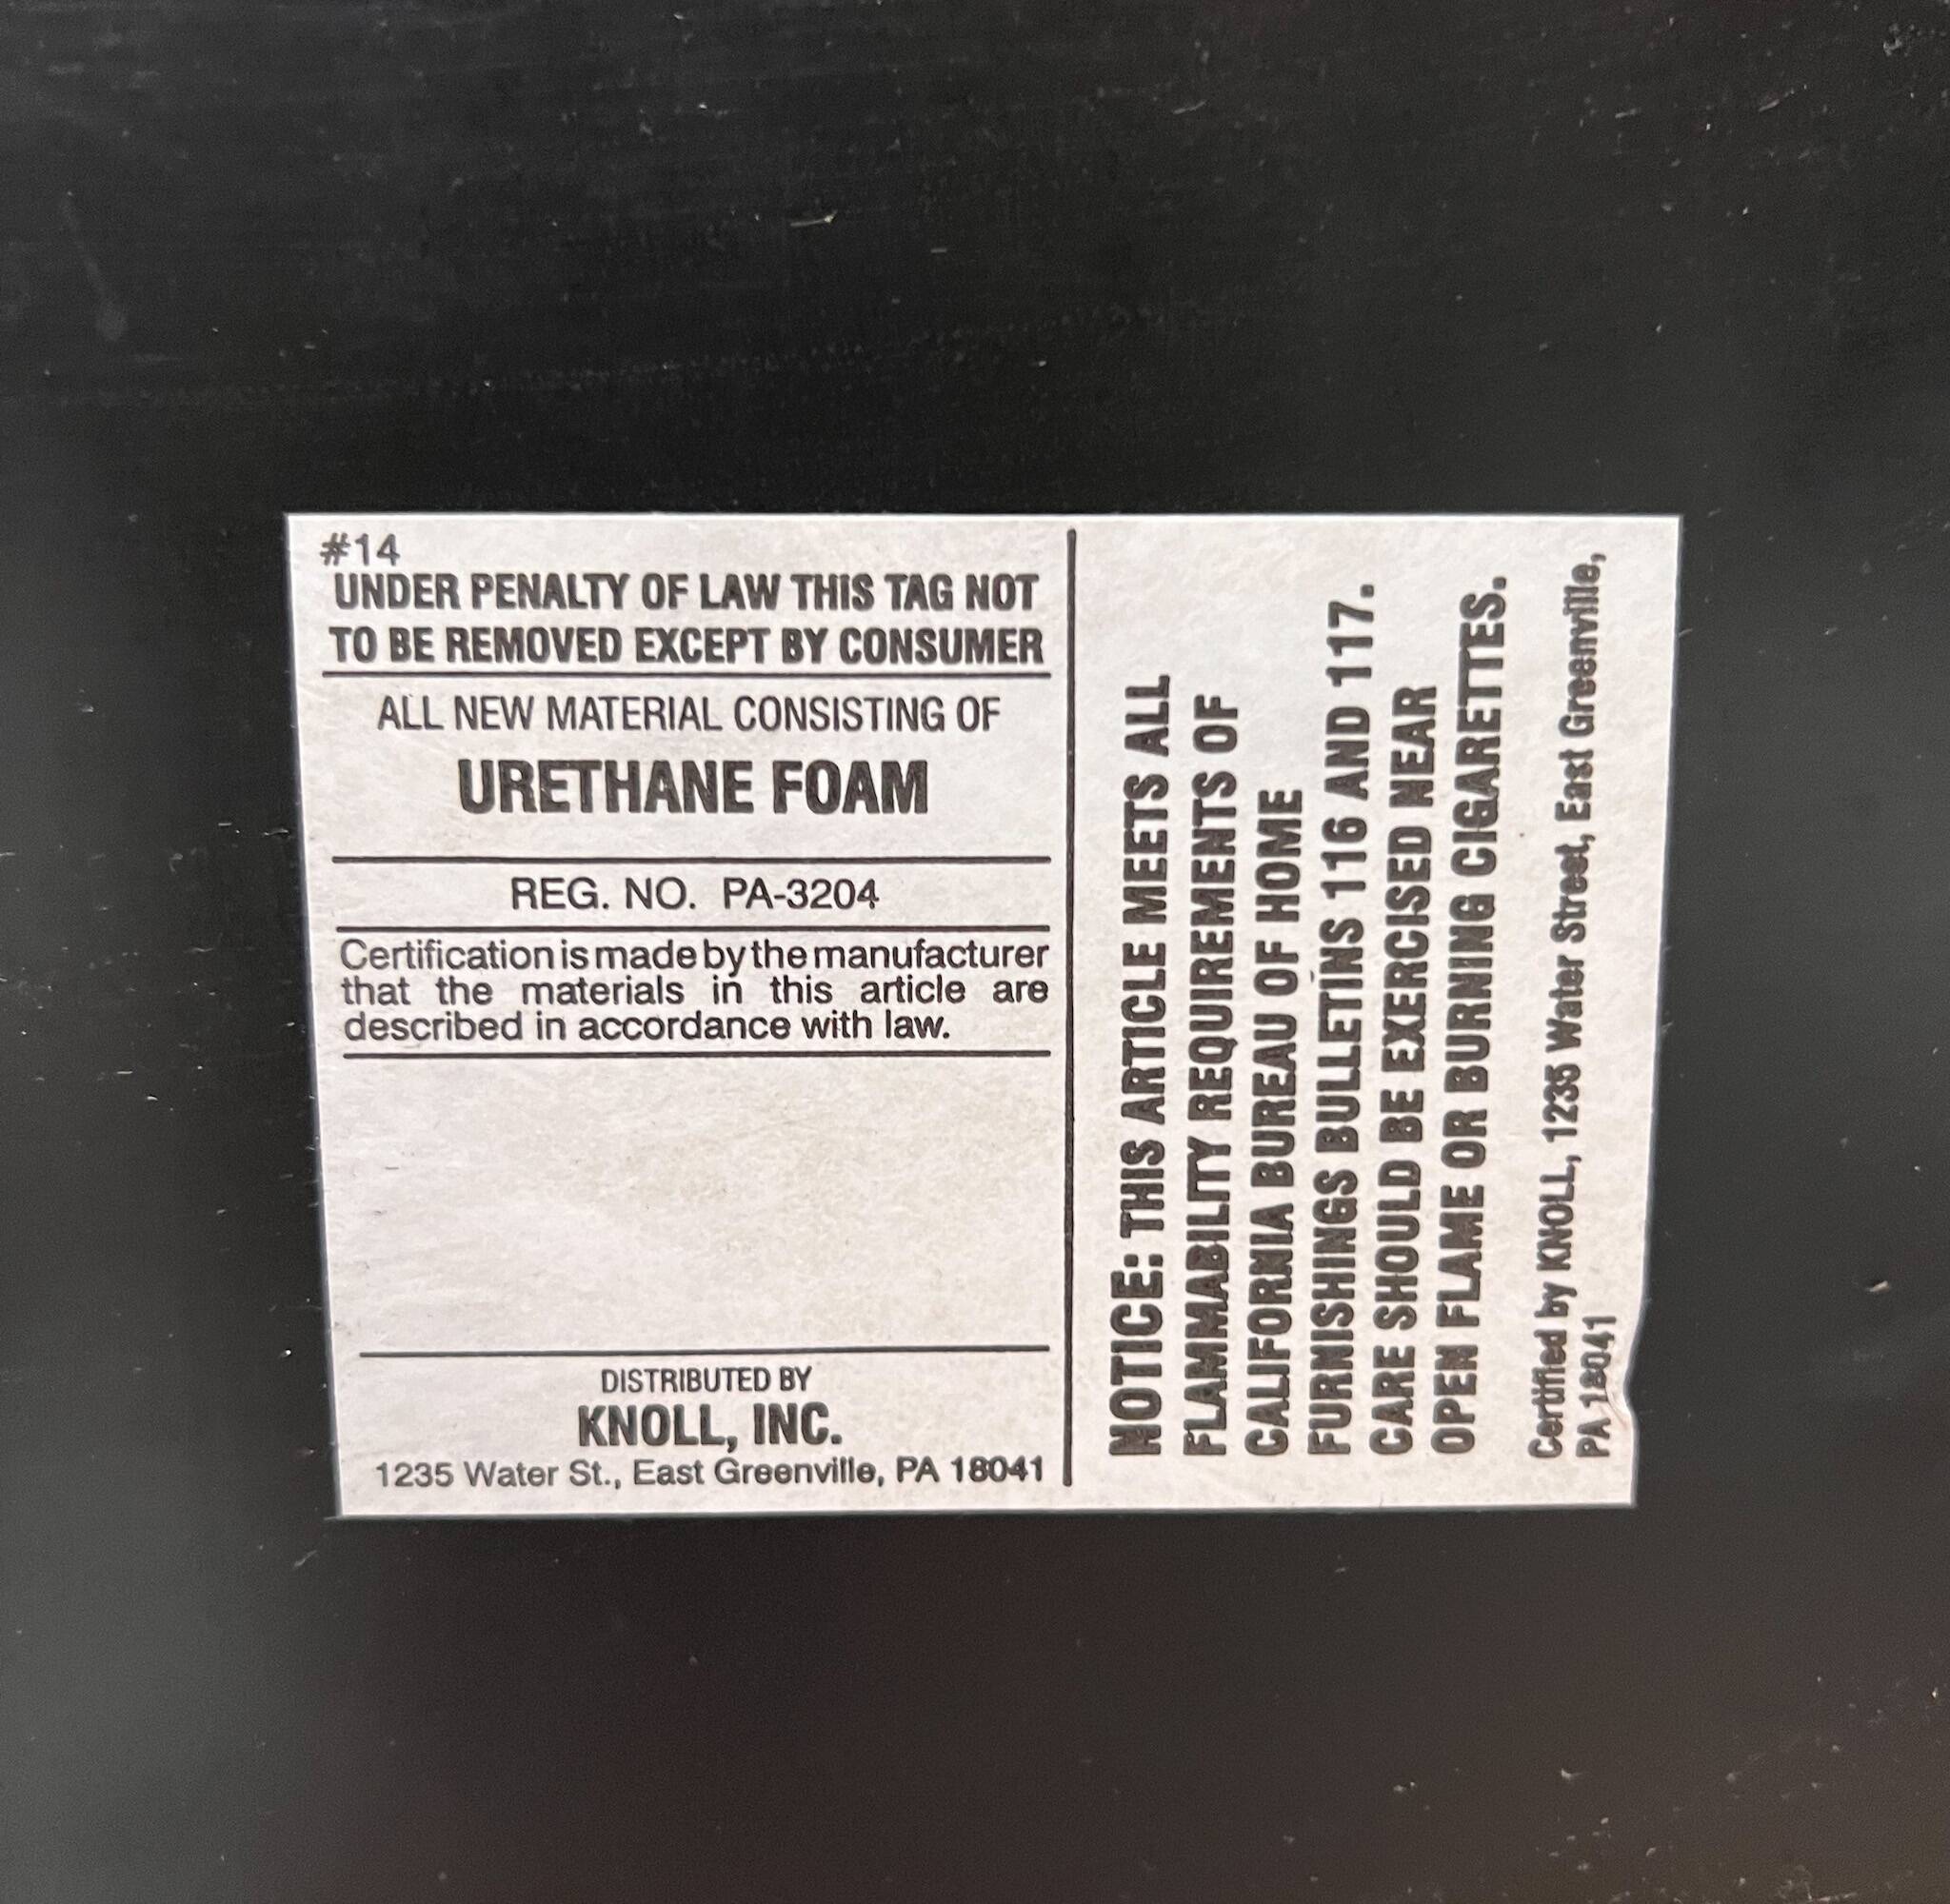 #14
UNDER PENALTY OF LAW THIS TAG NOT
TO BE REMOVED EXCEPT BY CONSUMER
ALL NEW MATERIAL CONSISTING OF
URETHANE FOAM
REG. NO. PA-3204
Certification is made by the manufacturer
that the materials in this article are
described in accordance with law.
DISTRIBUTED BY
KNOLL, INC.
1235 Water St., East Greenville, PA 18041
NOTICE: THIS ARTICLE MEETS ALL
FLAMMABILITY REQUIREMENTS OF
CALIFORNIA BUREAU OF HOME
FURNISHINGS BULLETINS 116 AND 117.
CARE SHOULD BE EXERCISED NEAR
OPEN FLAME OR BURNING CIGARETTES.
Certified by KNOLL, 1235 Water Street, East Greenville,
PA 18041